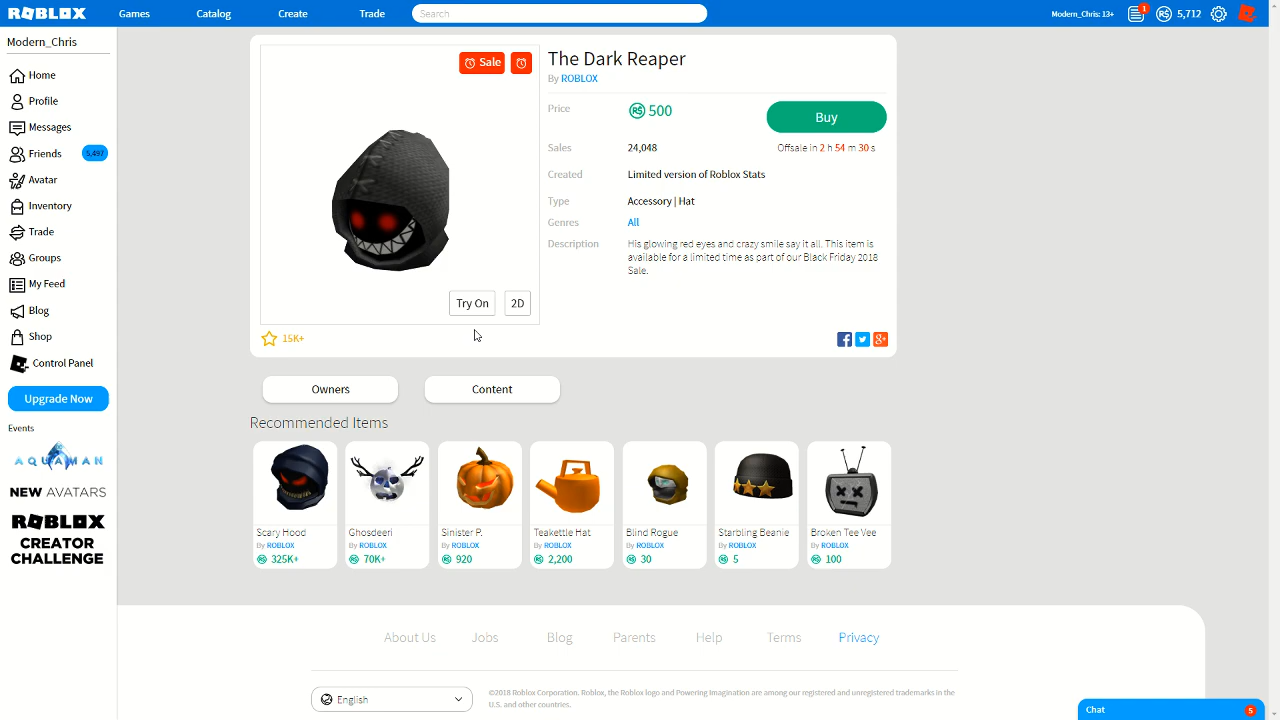 ROBLOX Games Catalog Create Trade Search Modern_Chris: 13+ 1 R$ 5,712
Modern_Chris
Home
Profile
Messages
Friends 5,497
Avatar
Inventory
Trade
Groups
My Feed
Blog
Shop
Control Panel
Upgrade Now
Events
AQUAMAN
NEW AVATARS
ROBLOX
CREATOR
CHALLENGE
Sale
Try On 2D
15K+
The Dark Reaper
By ROBLOX
Price R$ 500 Buy
Sales 24,048 Offsale in 2 h 54 m 30 s
Created Limited version of Roblox Stats
Type Accessory | Hat
Genres All
Description His glowing red eyes and crazy smile say it all. This item is
available for a limited time as part of our Black Friday 2018
Sale.
Owners Content
Recommended Items
Scary Hood Ghosdeeri Sinister P. Teakettle Hat Blind Rogue Starbling Beanie Broken Tee Vee
By ROBLOX By ROBLOX By ROBLOX By ROBLOX By ROBLOX By ROBLOX By ROBLOX
R$ 325K+ R$ 70K+ R$ 920 R$ 2,200 R$ 30 R$ 5 R$ 100
About Us Jobs Blog Parents Help Terms Privacy
English
©2018 Roblox Corporation. Roblox, the Roblox logo and Powering Imagination are among our registered and unregistered trademarks in the
U.S. and other countries.
Chat 5